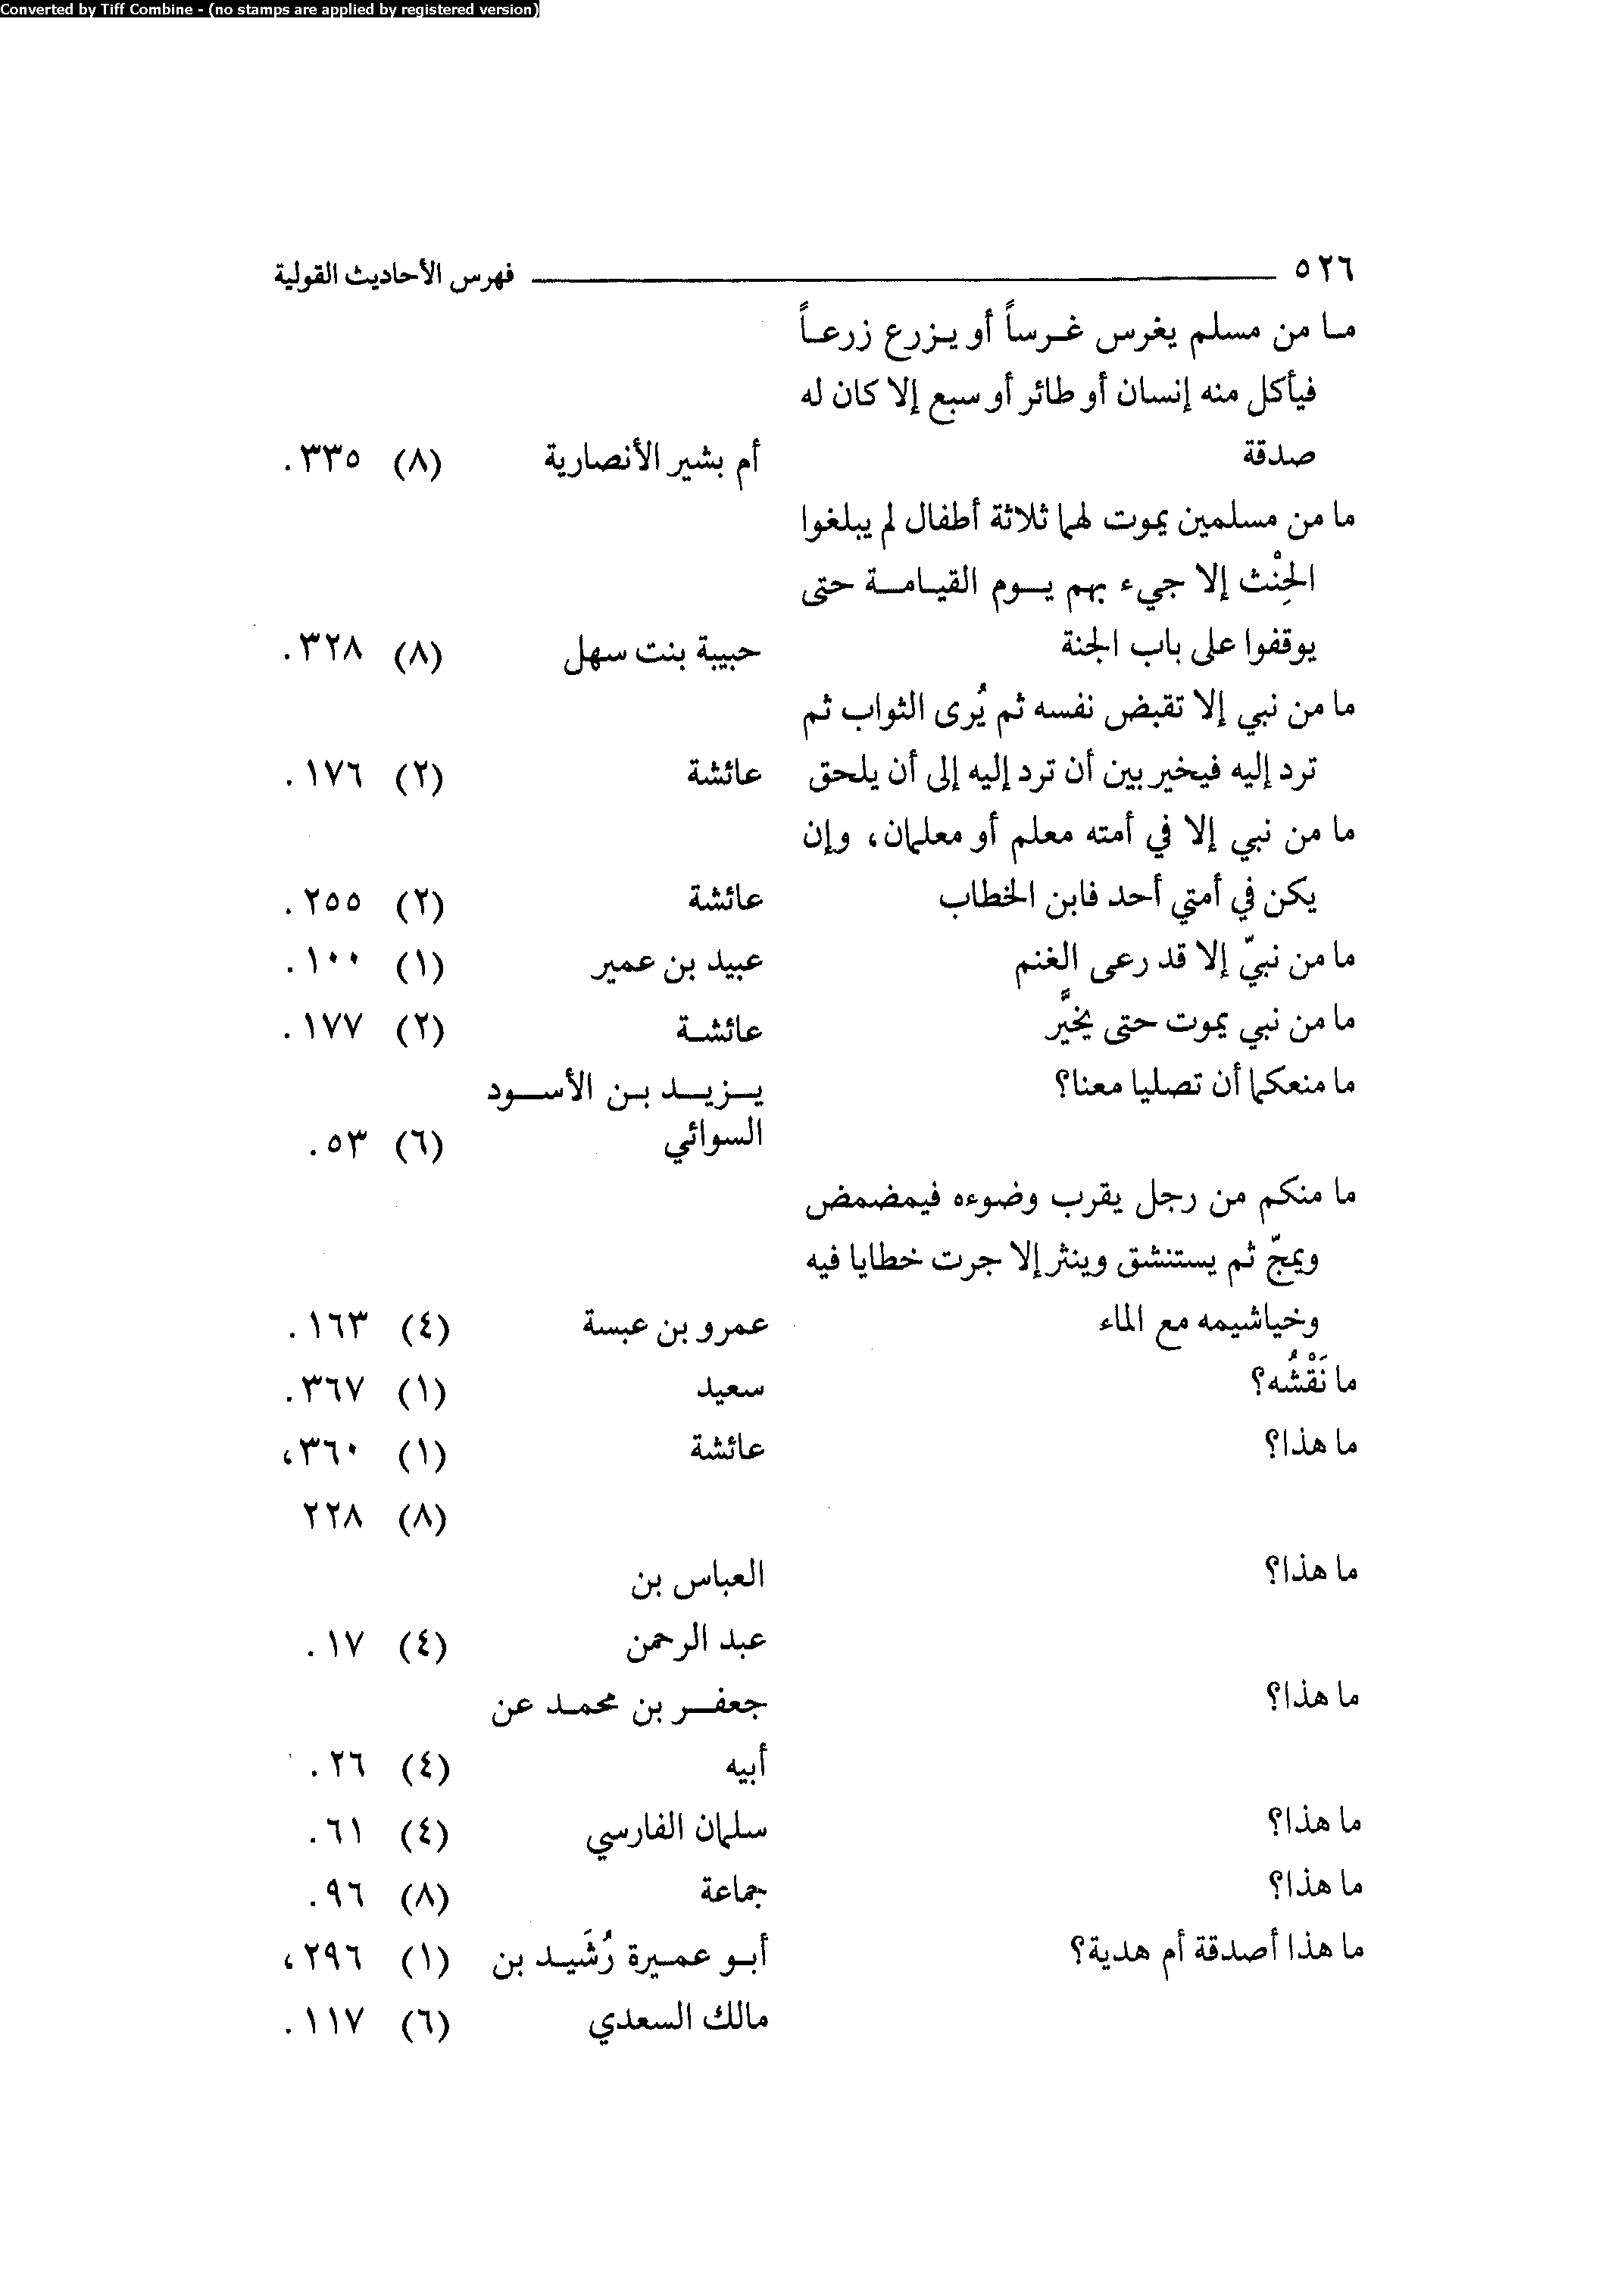 Converted by Tiff Combine - (no stamps are applied by registered version)
٥٢٦ فهرس الأحاديث القولية
ما من مسلم يغرس غرساً أو يزرع زرعاً
فيأكل منه إنسان أو طائر أو سبع إلا كان له
صدقة أم بشير الأنصارية (٨) ٣٣٥.
ما من مسلمين يموت لهما ثلاثة أطفال لم يبلغوا
الحِنْث إلا جيء بهم يوم القيامة حتى
يوقفوا على باب الجنة حبيبة بنت سهل (٨) ٣٢٨.
ما من نبي إلا تقبض نفسه ثم يُرى الثواب ثم
ترد إليه فيخير بين أن ترد إليه إلى أن يلحق عائشة (٢) ١٧٦.
ما من نبي إلا في أمته معلم أو معلمان، وإن
يكن في أمتي أحد فابن الخطاب عائشة (٢) ٢٥٥.
ما من نبيّ إلا قد رعى الغنم عبيد بن عمير (١) ١٠٠.
ما من نبي يموت حتى يخيَّر عائشة (٢) ١٧٧.
ما منعكما أن تصليا معنا؟ يزيد بن الأسود
السوائي (٦) ٥٣.
ما منكم من رجل يقرب وضوءه فيمضمض
ويمجّ ثم يستنشق وينثر إلا جرت خطايا فيه
وخياشيمه مع الماء عمرو بن عبسة (٤) ١٦٣.
ما نَقْشُه؟ سعيد (١) ٣٦٧.
ما هذا؟ عائشة (١) ٣٦٠،
(٨) ٢٢٨
ما هذا؟ العباس بن
عبد الرحمن (٤) ١٧.
ما هذا؟ جعفر بن محمد عن
أبيه (٤) ٢٦.
ما هذا؟ سلمان الفارسي (٤) ٦١.
ما هذا؟ جماعة (٨) ٩٦.
ما هذا أصدقة أم هدية؟ أبو عميرة رُشَيد بن (١) ٢٩٦،
مالك السعدي (٦) ١١٧.